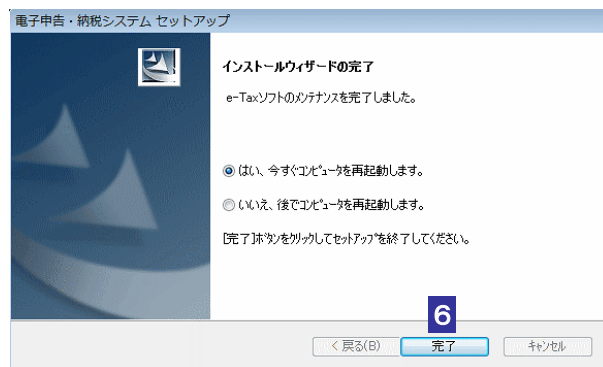 電子申告・納税システム セットアップ
インストールウィザードの完了
e-Taxソフトのメンテナンスを完了しました。
はい、今すぐコンピュータを再起動します。
いいえ、後でコンピュータを再起動します。
[完了]ボタンをクリックしてセットアップを終了してください。
6
< 戻る(B) 完了 キャンセル